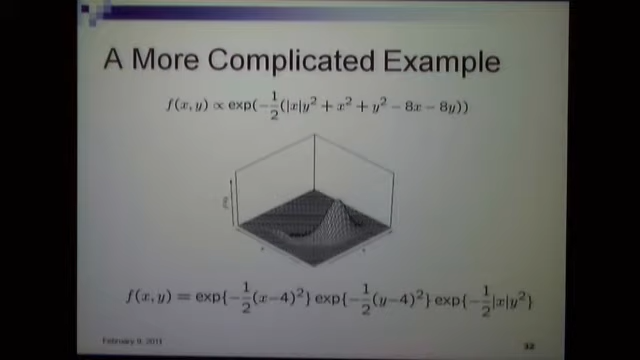 A More Complicated Example
f(x, y) ∝ exp(−1/2(|x|y² + x² + y² − 8x − 8y))
f(x, y) = exp{−1/2(x−4)²} exp{−1/2(y−4)²} exp{−1/2|x|y²}
February 9, 2011